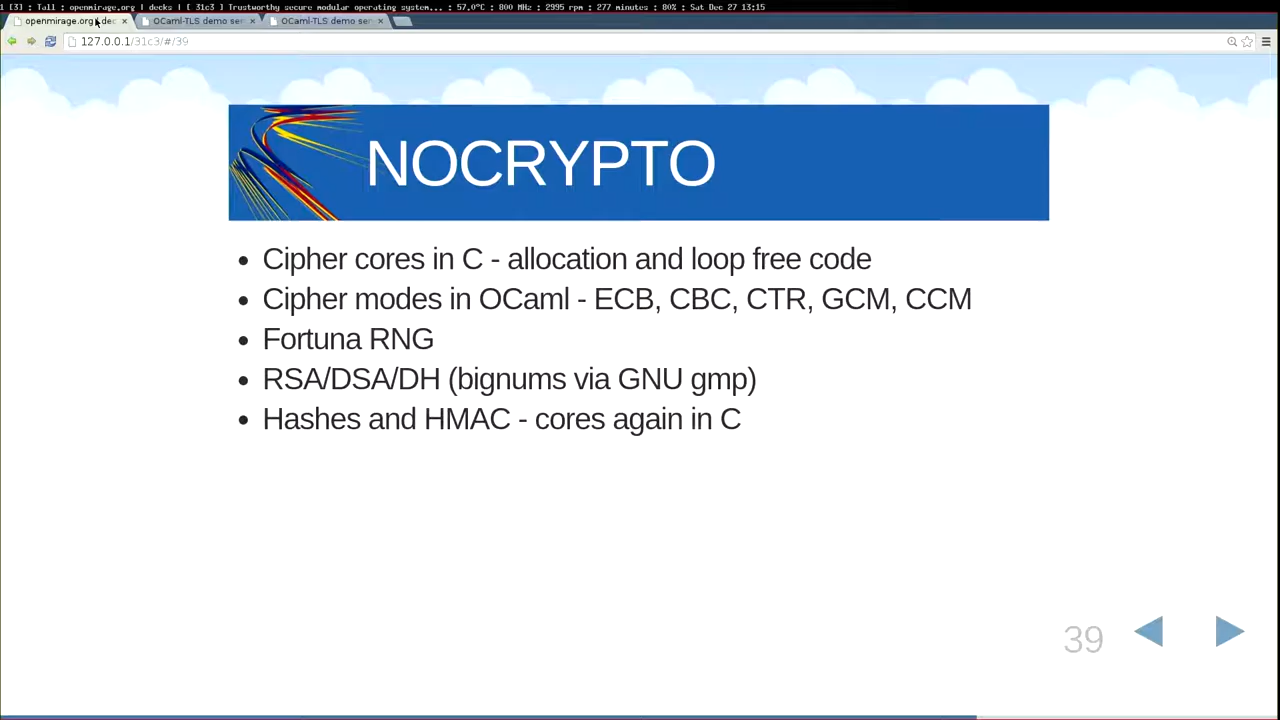 1 [3] : Tall : openmirage.org | decks | [ 31c3 ] Trustworthy secure modular operating system... : 57.0°C : 800 MHz : 2995 rpm : 277 minutes : 80% : Sat Dec 27 13:15
openmirage.org | dec
OCaml-TLS demo ser
OCaml-TLS demo ser
127.0.0.1/31c3/#/39
NOCRYPTO
• Cipher cores in C - allocation and loop free code
• Cipher modes in OCaml - ECB, CBC, CTR, GCM, CCM
• Fortuna RNG
• RSA/DSA/DH (bignums via GNU gmp)
• Hashes and HMAC - cores again in C
39